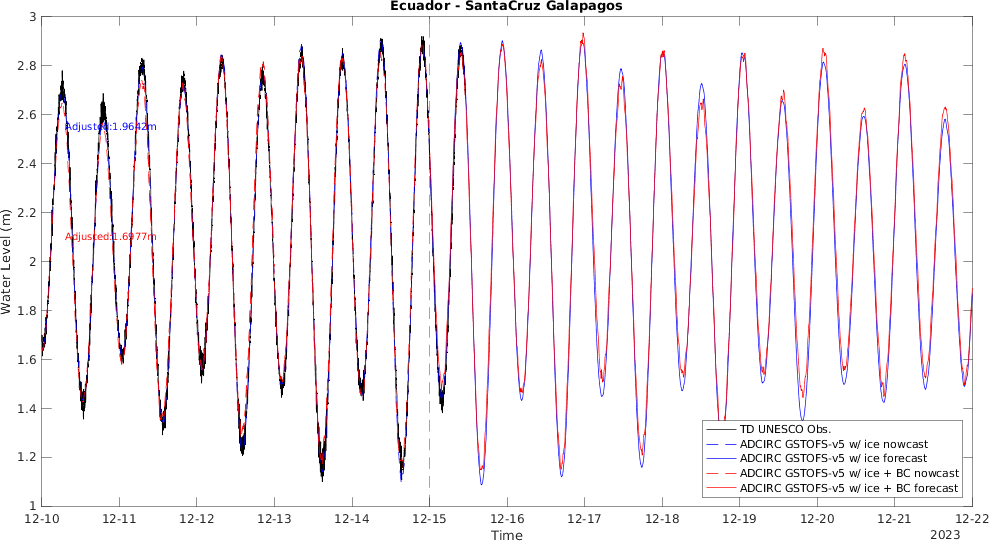 Ecuador - SantaCruz Galapagos
Water Level (m)
3
2.8
2.6
2.4
2.2
2
1.8
1.6
1.4
1.2
1
Adjusted:1.9642m
Adjusted:1.6977m
TD UNESCO Obs.
ADCIRC GSTOFS-v5 w/ ice nowcast
ADCIRC GSTOFS-v5 w/ ice forecast
ADCIRC GSTOFS-v5 w/ ice + BC nowcast
ADCIRC GSTOFS-v5 w/ ice + BC forecast
12-10 12-11 12-12 12-13 12-14 12-15 12-16 12-17 12-18 12-19 12-20 12-21 12-22
Time
2023